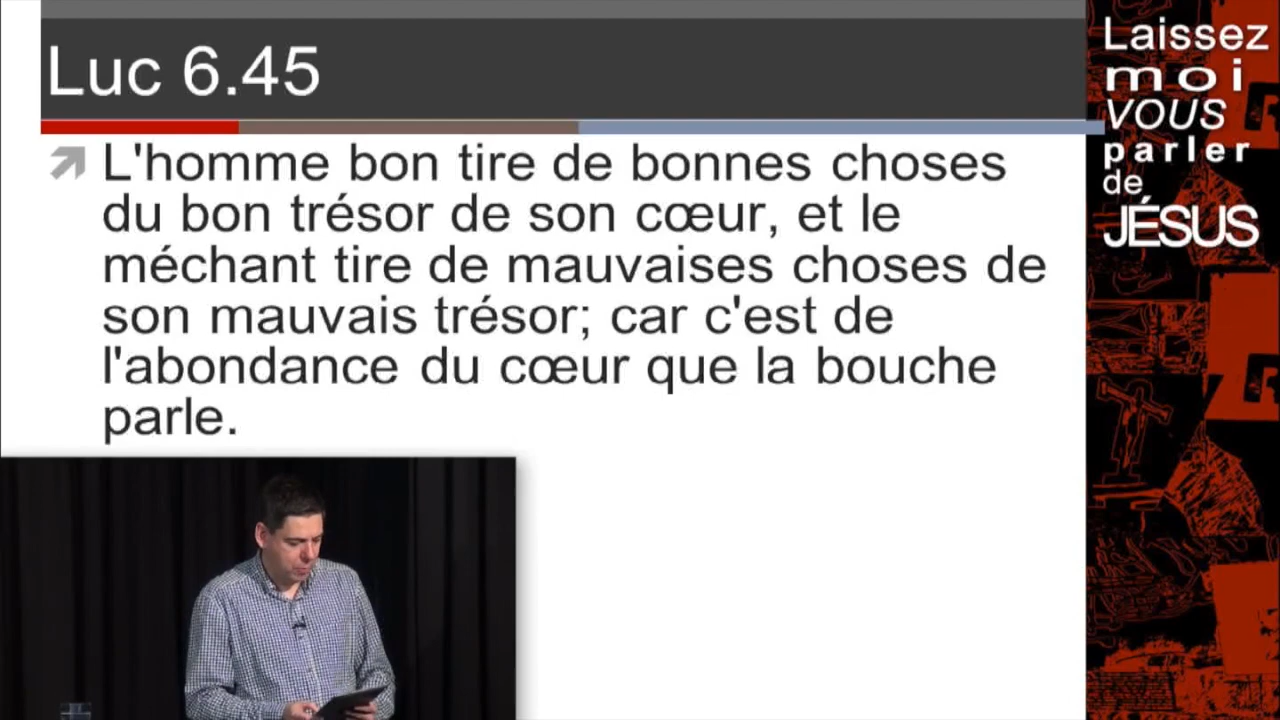 Luc 6.45
L'homme bon tire de bonnes choses
du bon trésor de son cœur, et le
méchant tire de mauvaises choses de
son mauvais trésor; car c'est de
l'abondance du cœur que la bouche
parle.
Laissez
moi
vous
parler
de
JÉSUS